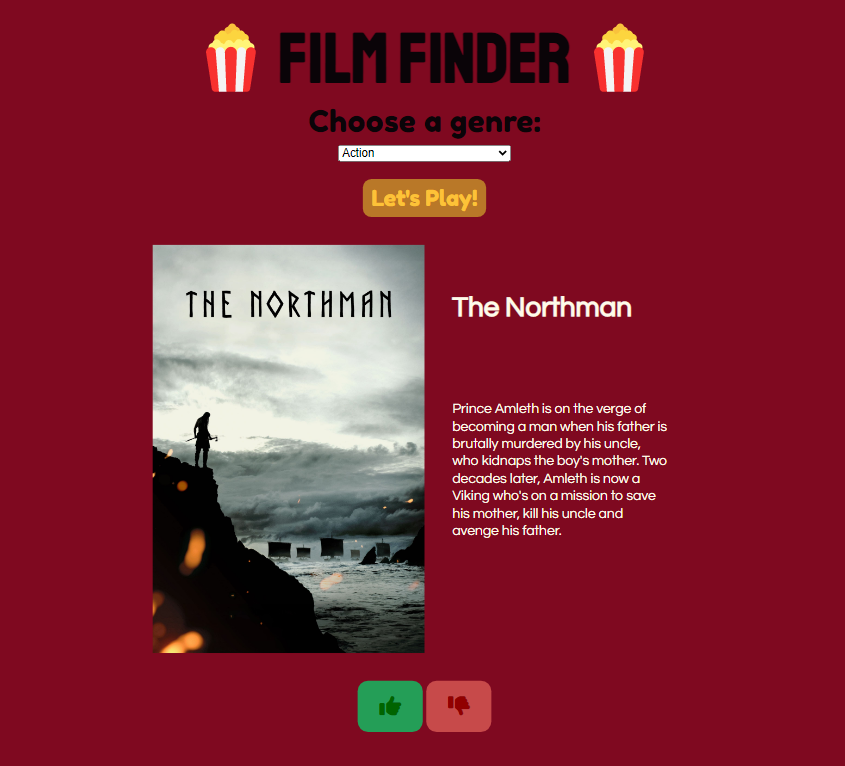 FILM FINDER
Choose a genre:
Action
Let's Play!
THE NORTHMAN
The Northman
Prince Amleth is on the verge of
becoming a man when his father is
brutally murdered by his uncle,
who kidnaps the boy's mother. Two
decades later, Amleth is now a
Viking who's on a mission to save
his mother, kill his uncle and
avenge his father.